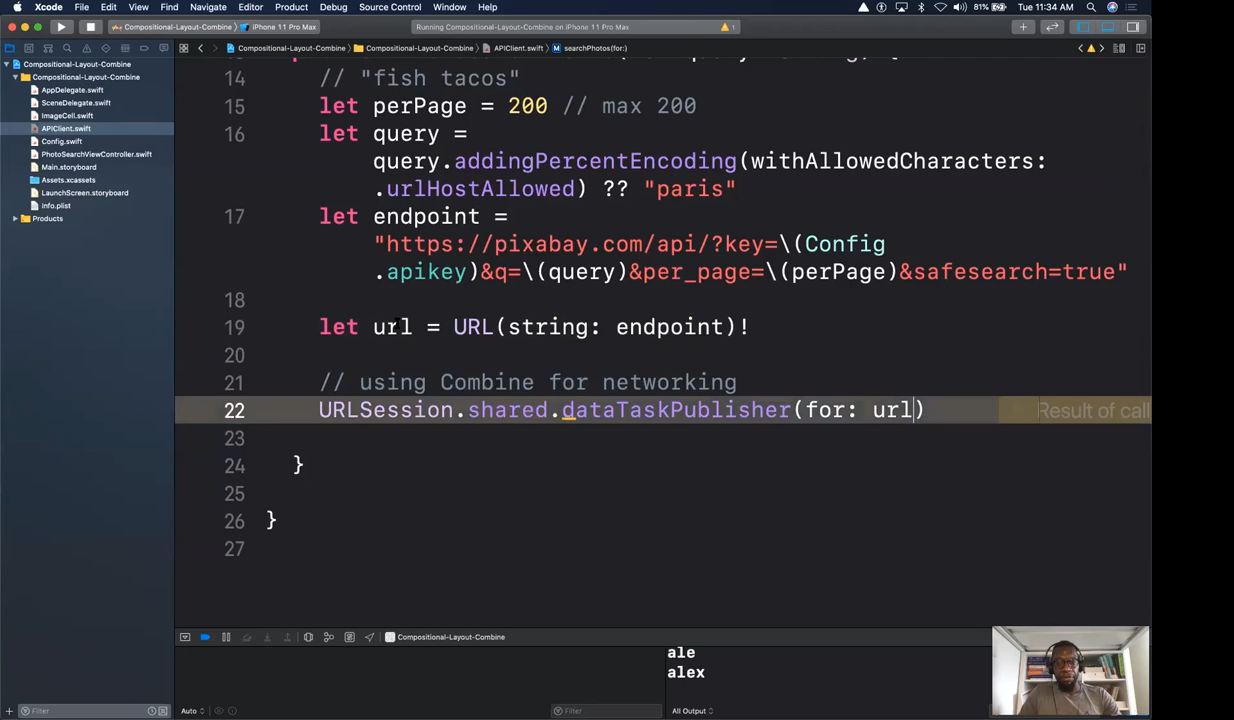 Xcode File Edit View Find Navigate Editor Product Debug Source Control Window Help 81% Tue 11:34 AM
Compositional-Layout-Combine iPhone 11 Pro Max Running Compositional-Layout-Combine on iPhone 11 Pro Max 1
Compositional-Layout-Combine Compositional-Layout-Combine APIClient.swift searchPhotos(for:)
Compositional-Layout-Combine
Compositional-Layout-Combine
AppDelegate.swift
SceneDelegate.swift
ImageCell.swift
APIClient.swift
Config.swift
PhotoSearchViewController.swift
Main.storyboard
Assets.xcassets
LaunchScreen.storyboard
Info.plist
Products
14 // "fish tacos"
15 let perPage = 200 // max 200
16 let query =
query.addingPercentEncoding(withAllowedCharacters:
.urlHostAllowed) ?? "paris"
17 let endpoint =
"https://pixabay.com/api/?key=\(Config
.apikey)&q=\(query)&per_page=\(perPage)&safesearch=true"
18
19 let url = URL(string: endpoint)!
20
21 // using Combine for networking
22 URLSession.shared.dataTaskPublisher(for: url) Result of call
23
24 }
25
26 }
27
Compositional-Layout-Combine
ale
alex
Filter Auto Filter All Output